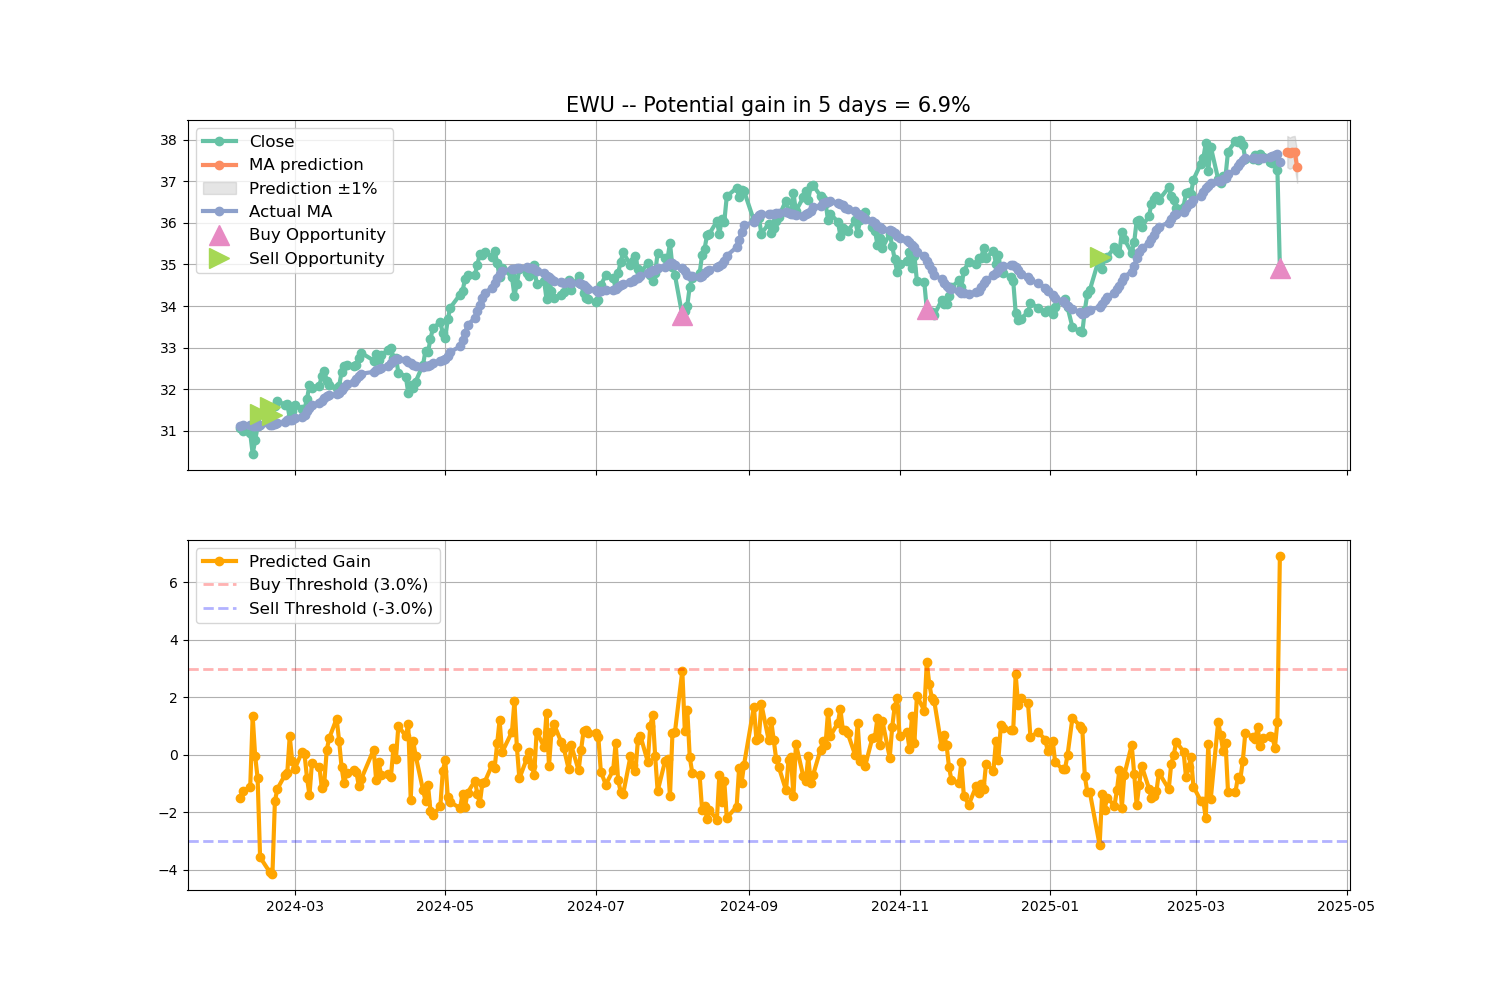 EWU -- Potential gain in 5 days = 6.9%
38
37
36
35
34
33
32
31
Close
MA prediction
Prediction ±1%
Actual MA
Buy Opportunity
Sell Opportunity
6
4
2
0
−2
−4
Predicted Gain
Buy Threshold (3.0%)
Sell Threshold (-3.0%)
2024-03 2024-05 2024-07 2024-09 2024-11 2025-01 2025-03 2025-05